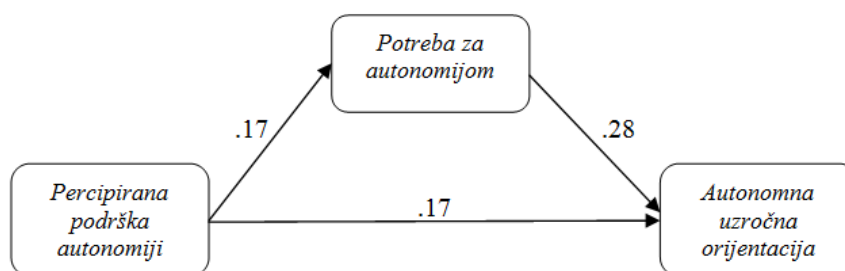 Potreba za
autonomijom
.17
.28
Percipirana
podrška
autonomiji
.17
Autonomna
uzročna
orijentacija